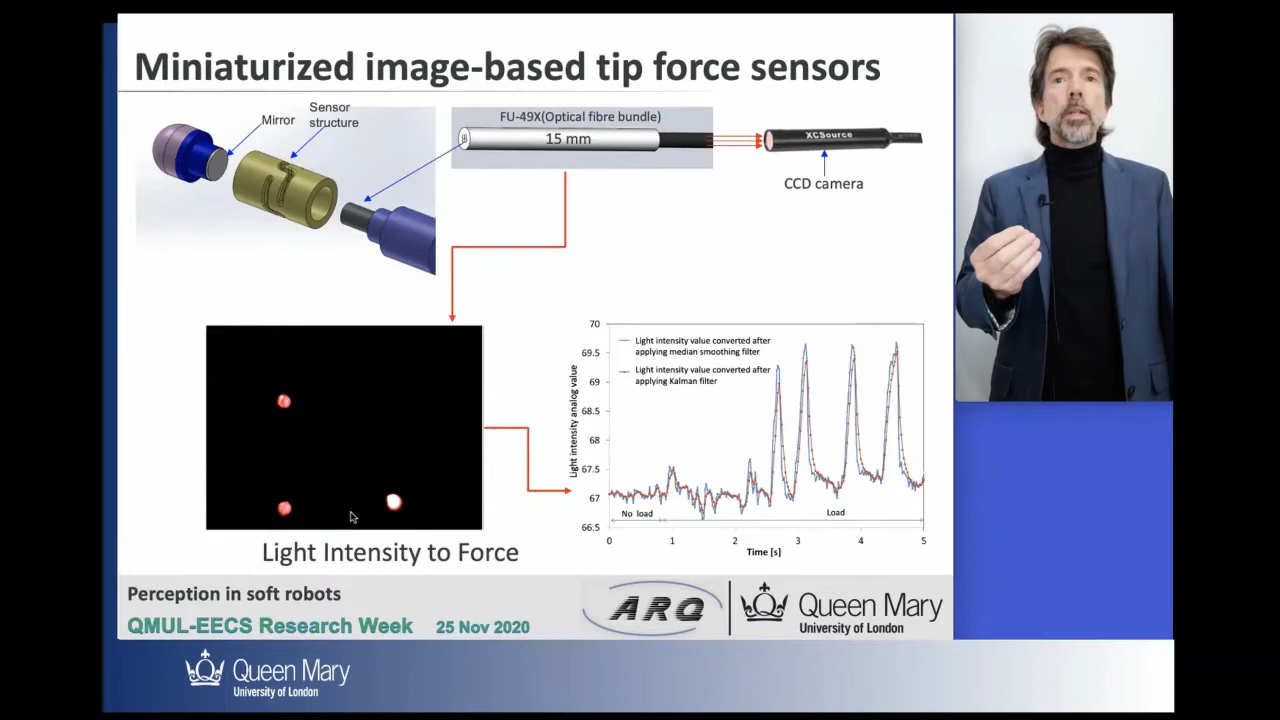 Miniaturized image-based tip force sensors
Mirror
Sensor
structure
FU-49X(Optical fibre bundle)
15 mm
XCSource
CCD camera
Light Intensity to Force
70
69.5
69
68.5
68
67.5
67
66.5
Light intensity analog value
Light intensity value converted after
applying median smoothing filter
Light intensity value converted after
applying Kalman filter
No load
Load
0
1
2
3
4
5
Time [s]
Perception in soft robots
QMUL-EECS Research Week 25 Nov 2020
ARQ
Queen Mary
University of London
Queen Mary
University of London